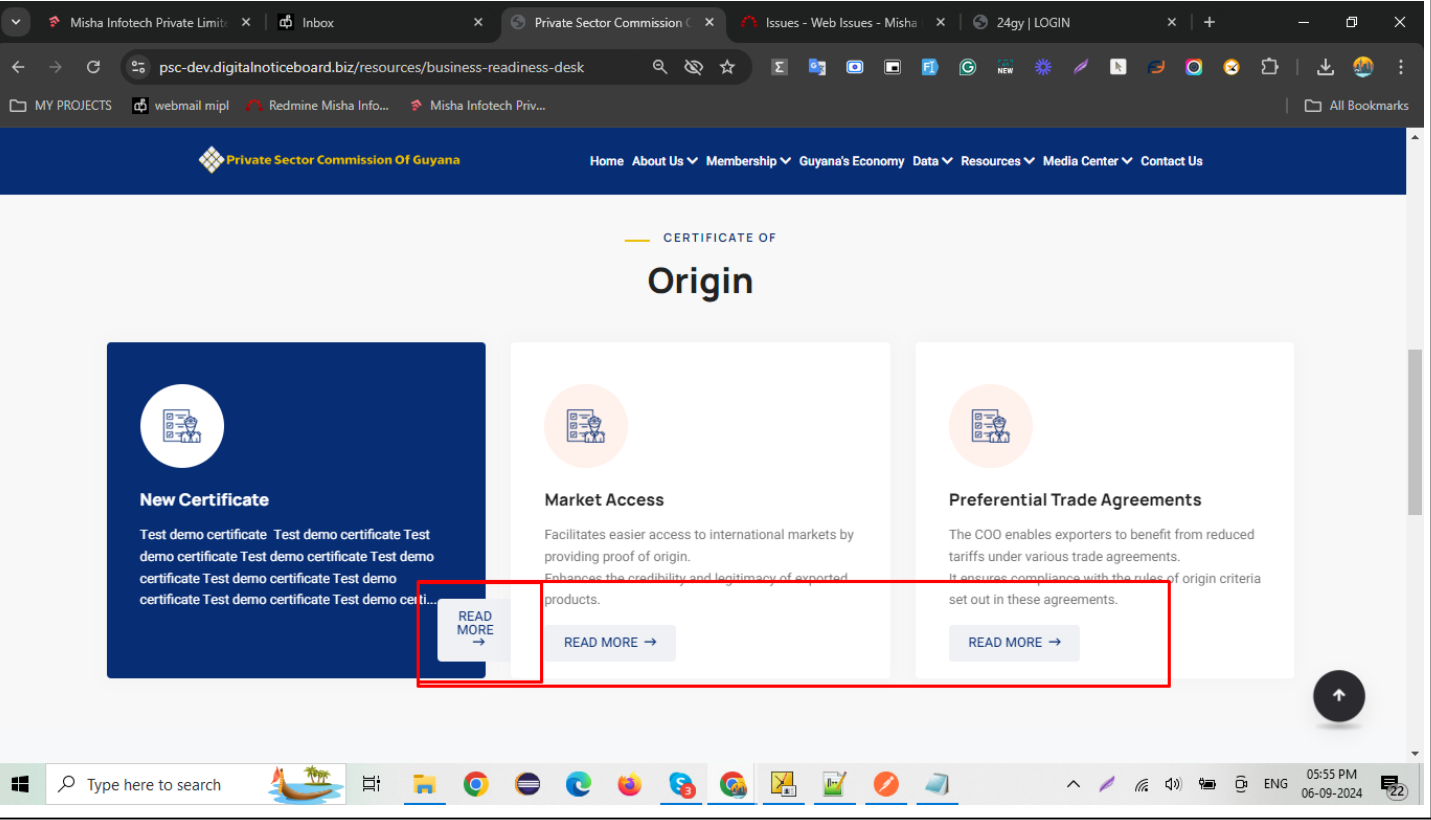 Misha Infotech Private Limite
Inbox
Private Sector Commission C
Issues - Web Issues - Misha
24gy | LOGIN
psc-dev.digitalnoticeboard.biz/resources/business-readiness-desk
NEW
MY PROJECTS
webmail mipl
Redmine Misha Info...
Misha Infotech Priv...
All Bookmarks
Private Sector Commission Of Guyana
Home About Us Membership Guyana's Economy Data Resources Media Center Contact Us
CERTIFICATE OF
Origin
New Certificate
Test demo certificate Test demo certificate Test
demo certificate Test demo certificate Test demo
certificate Test demo certificate Test demo
certificate Test demo certificate Test demo certi...
READ
MORE
→
Market Access
Facilitates easier access to international markets by
providing proof of origin.
Enhances the credibility and legitimacy of exported
products.
READ MORE →
Preferential Trade Agreements
The COO enables exporters to benefit from reduced
tariffs under various trade agreements.
It ensures compliance with the rules of origin criteria
set out in these agreements.
READ MORE →
Type here to search
ENG
05:55 PM
06-09-2024
22